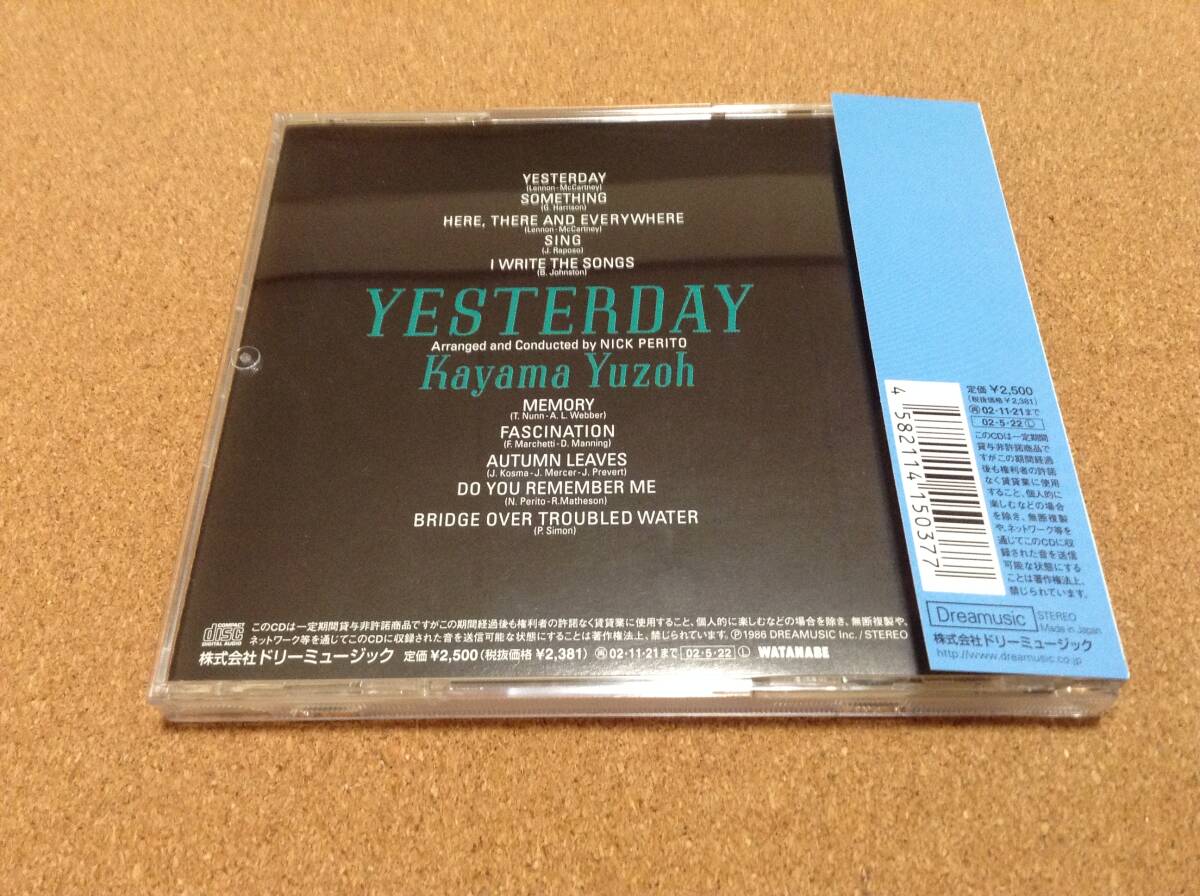 YESTERDAY
(Lennon-McCartney)
SOMETHING
(G. Harrison)
HERE, THERE AND EVERYWHERE
(Lennon-McCartney)
SING
(J. Raposo)
I WRITE THE SONGS
(B. Johnston)
YESTERDAY
Arranged and Conducted by NICK PERITO
Kayama Yuzoh
MEMORY
(T. Nunn-A. L. Webber)
FASCINATION
(F. Marchetti-D. Manning)
AUTUMN LEAVES
(J. Kosma-J. Mercer-J. Prevert)
DO YOU REMEMBER ME
(N. Perito-R.Matheson)
BRIDGE OVER TROUBLED WATER
(P. Simon)
COMPACT
disc
DIGITAL AUDIO
このCDは一定期間貸与非許諾商品ですがこの期間経過後も権利者の許諾なく賃貸業に使用すること、個人的に楽しむなどの場合を除き、無断複製や、
ネットワーク等を通じてこのCDに収録された音を送信可能な状態にすることは著作権法上、禁じられています。Ⓟ1986 DREAMUSIC Inc./STEREO
株式会社ドリーミュージック 定価 ¥2,500(税抜価格 ¥2,381) 再 02・11・21まで 02・5・22 Ⓛ WATANABE
4582114150377
定価 ¥2,500
(税抜価格 ¥2,381)
再 02・11・21まで
02・5・22 Ⓛ
このCDは一定期間
貸与非許諾商品で
すがこの期間経過
後も権利者の許諾
なく賃貸業に使用
すること、個人的に
楽しむなどの場合
を除き、無断複製
や、ネットワーク等を
通じてこのCDに収
録された音を送信
可能な状態にする
ことは著作権法上、
禁じられています。
Dreamusic
STEREO
Made in Japan
株式会社ドリーミュージック
http://www.dreamusic.co.jp